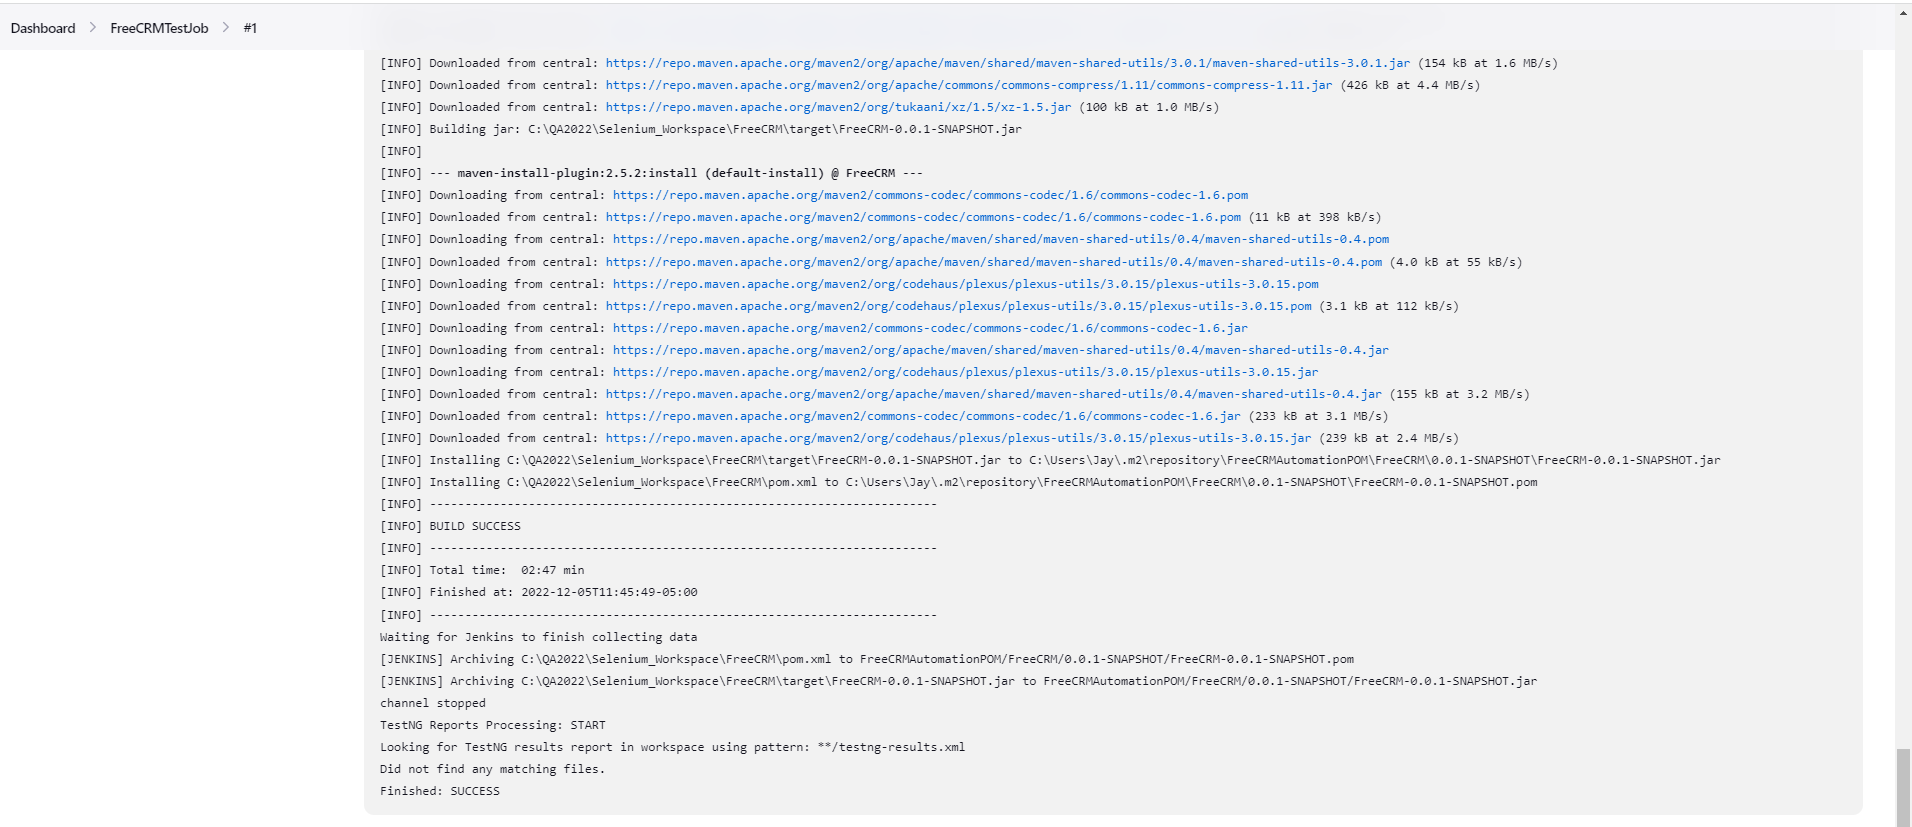 Dashboard > FreeCRMTestJob > #1
[INFO] Downloaded from central: https://repo.maven.apache.org/maven2/org/apache/maven/shared/maven-shared-utils/3.0.1/maven-shared-utils-3.0.1.jar (154 kB at 1.6 MB/s)
[INFO] Downloaded from central: https://repo.maven.apache.org/maven2/org/apache/commons/commons-compress/1.11/commons-compress-1.11.jar (426 kB at 4.4 MB/s)
[INFO] Downloaded from central: https://repo.maven.apache.org/maven2/org/tukaani/xz/1.5/xz-1.5.jar (100 kB at 1.0 MB/s)
[INFO] Building jar: C:\QA2022\Selenium_Workspace\FreeCRM\target\FreeCRM-0.0.1-SNAPSHOT.jar
[INFO]
[INFO] --- maven-install-plugin:2.5.2:install (default-install) @ FreeCRM ---
[INFO] Downloading from central: https://repo.maven.apache.org/maven2/commons-codec/commons-codec/1.6/commons-codec-1.6.pom
[INFO] Downloaded from central: https://repo.maven.apache.org/maven2/commons-codec/commons-codec/1.6/commons-codec-1.6.pom (11 kB at 398 kB/s)
[INFO] Downloading from central: https://repo.maven.apache.org/maven2/org/apache/maven/shared/maven-shared-utils/0.4/maven-shared-utils-0.4.pom
[INFO] Downloaded from central: https://repo.maven.apache.org/maven2/org/apache/maven/shared/maven-shared-utils/0.4/maven-shared-utils-0.4.pom (4.0 kB at 55 kB/s)
[INFO] Downloading from central: https://repo.maven.apache.org/maven2/org/codehaus/plexus/plexus-utils/3.0.15/plexus-utils-3.0.15.pom
[INFO] Downloaded from central: https://repo.maven.apache.org/maven2/org/codehaus/plexus/plexus-utils/3.0.15/plexus-utils-3.0.15.pom (3.1 kB at 112 kB/s)
[INFO] Downloading from central: https://repo.maven.apache.org/maven2/commons-codec/commons-codec/1.6/commons-codec-1.6.jar
[INFO] Downloading from central: https://repo.maven.apache.org/maven2/org/apache/maven/shared/maven-shared-utils/0.4/maven-shared-utils-0.4.jar
[INFO] Downloading from central: https://repo.maven.apache.org/maven2/org/codehaus/plexus/plexus-utils/3.0.15/plexus-utils-3.0.15.jar
[INFO] Downloaded from central: https://repo.maven.apache.org/maven2/org/apache/maven/shared/maven-shared-utils/0.4/maven-shared-utils-0.4.jar (155 kB at 3.2 MB/s)
[INFO] Downloaded from central: https://repo.maven.apache.org/maven2/commons-codec/commons-codec/1.6/commons-codec-1.6.jar (233 kB at 3.1 MB/s)
[INFO] Downloaded from central: https://repo.maven.apache.org/maven2/org/codehaus/plexus/plexus-utils/3.0.15/plexus-utils-3.0.15.jar (239 kB at 2.4 MB/s)
[INFO] Installing C:\QA2022\Selenium_Workspace\FreeCRM\target\FreeCRM-0.0.1-SNAPSHOT.jar to C:\Users\Jay\.m2\repository\FreeCRMAutomationPOM\FreeCRM\0.0.1-SNAPSHOT\FreeCRM-0.0.1-SNAPSHOT.jar
[INFO] Installing C:\QA2022\Selenium_Workspace\FreeCRM\pom.xml to C:\Users\Jay\.m2\repository\FreeCRMAutomationPOM\FreeCRM\0.0.1-SNAPSHOT\FreeCRM-0.0.1-SNAPSHOT.pom
[INFO] ------------------------------------------------------------------------
[INFO] BUILD SUCCESS
[INFO] ------------------------------------------------------------------------
[INFO] Total time:  02:47 min
[INFO] Finished at: 2022-12-05T11:45:49-05:00
[INFO] ------------------------------------------------------------------------
Waiting for Jenkins to finish collecting data
[JENKINS] Archiving C:\QA2022\Selenium_Workspace\FreeCRM\pom.xml to FreeCRMAutomationPOM/FreeCRM/0.0.1-SNAPSHOT/FreeCRM-0.0.1-SNAPSHOT.pom
[JENKINS] Archiving C:\QA2022\Selenium_Workspace\FreeCRM\target\FreeCRM-0.0.1-SNAPSHOT.jar to FreeCRMAutomationPOM/FreeCRM/0.0.1-SNAPSHOT/FreeCRM-0.0.1-SNAPSHOT.jar
channel stopped
TestNG Reports Processing: START
Looking for TestNG results report in workspace using pattern: **/testng-results.xml
Did not find any matching files.
Finished: SUCCESS